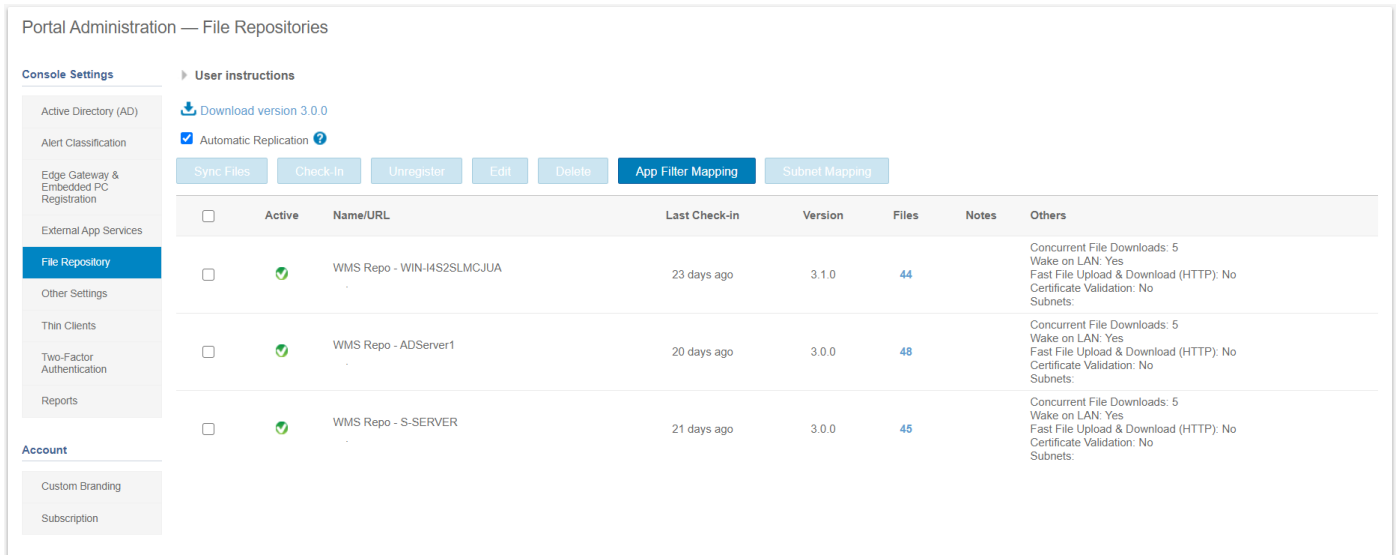 Portal Administration — File Repositories
Console Settings
Active Directory (AD)
Alert Classification
Edge Gateway &
Embedded PC
Registration
External App Services
File Repository
Other Settings
Thin Clients
Two-Factor
Authentication
Reports
Account
Custom Branding
Subscription
User instructions
Download version 3.0.0
Automatic Replication ?
Sync Files Check-In Unregister Edit Delete App Filter Mapping Subnet Mapping
Active Name/URL Last Check-in Version Files Notes Others
WMS Repo - WIN-I4S2SLMCJUA 23 days ago 3.1.0 44
Concurrent File Downloads: 5
Wake on LAN: Yes
Fast File Upload & Download (HTTP): No
Certificate Validation: No
Subnets:
WMS Repo - ADServer1 20 days ago 3.0.0 48
Concurrent File Downloads: 5
Wake on LAN: Yes
Fast File Upload & Download (HTTP): No
Certificate Validation: No
Subnets:
WMS Repo - S-SERVER 21 days ago 3.0.0 45
Concurrent File Downloads: 5
Wake on LAN: Yes
Fast File Upload & Download (HTTP): No
Certificate Validation: No
Subnets: